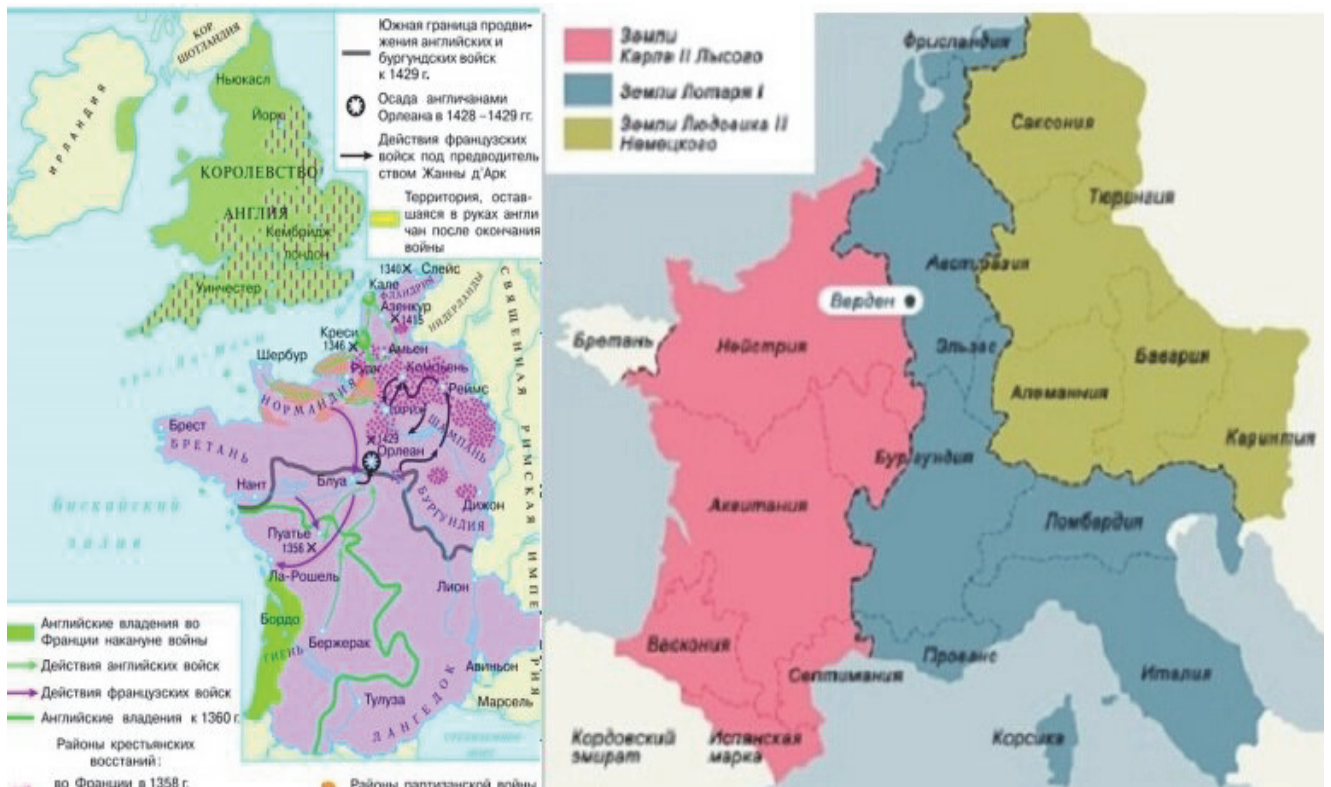 КОР.
ШОТЛАНДИЯ
ИРЛАНДИЯ
Ньюкасл
Йорк
КОРОЛЕВСТВО
АНГЛИЯ
Кембридж
ЛОНДОН
Уинчестер
Южная граница продви-
жения английских и
бургундских войск
к 1429 г.
Осада англичанами
Орлеана в 1428 –1429 гг.
Действия французских
войск под предводитель
ством Жанны д'Арк
Территория, остав-
шаяся в руках англи
чан после окончания
войны
1340
Слейс
Кале
ФЛАНДРИЯ
НИДЕРЛАНДЫ
Азенкур
1415
Креси
1346
Амьен
Шербур
Руан
Компьень
Реймс
НОРМАНДИЯ
ПАРИЖ
ШАМПАНЬ
Брест
БРЕТАНЬ
1429
Орлеан
Нант
Блуа
БУРГУНДИЯ
Дижон
Бискайский
залив
Пуатье
1356
Ла-Рошель
Лион
Бордо
ГИЕНЬ
Бержерак
Авиньон
Тулуза
ЛАНГЕДОК
Марсель
СВЯЩЕННАЯ РИМСКАЯ ИМПЕРИЯ
Английские владения во
Франции накануне войны
Действия английских войск
Действия французских войск
Английские владения к 1360 г.
Районы крестьянских
восстаний:
во Франции в 1358 г.
Районы партизанской войны
Земли
Карла II Лысого
Земли Лотаря I
Земли Людовика II
Немецкого
Фрисландия
Саксония
Тюрингия
Австразия
Верден
Бретань
Нейстрия
Эльзас
Бавария
Алеманния
Каринтия
Бургундия
Аквитания
Ломбардия
Васкония
Септимания
Прованс
Италия
Кордовский
эмират
Испанская
марка
Корсика